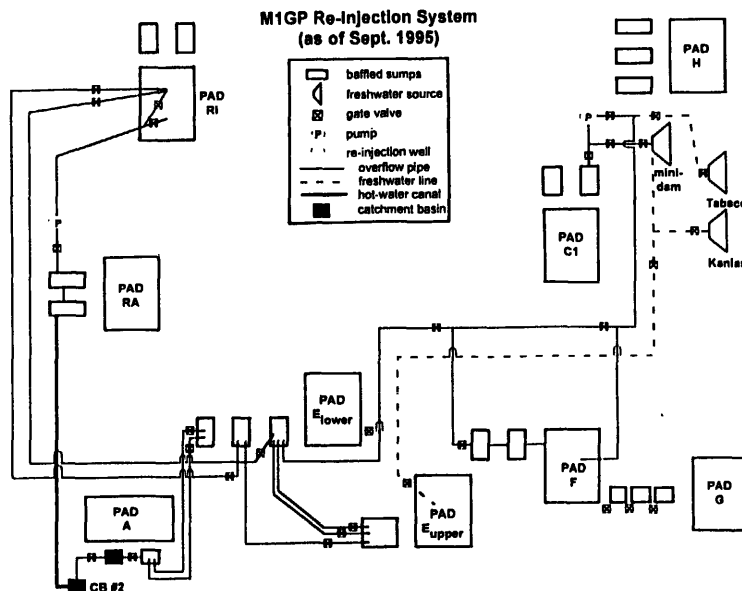 M1GP Re-Injection System
(as of Sept. 1995)
baffled sumps
freshwater source
gate valve
P
pump
re-injection well
overflow pipe
freshwater line
hot-water canal
catchment basin
PAD
RI
PAD
H
P
mini-
dam
Tabaco
Kanlas
PAD
C1
P
PAD
RA
PAD
Elower
PAD
F
PAD
G
PAD
Eupper
PAD
A
CB #2